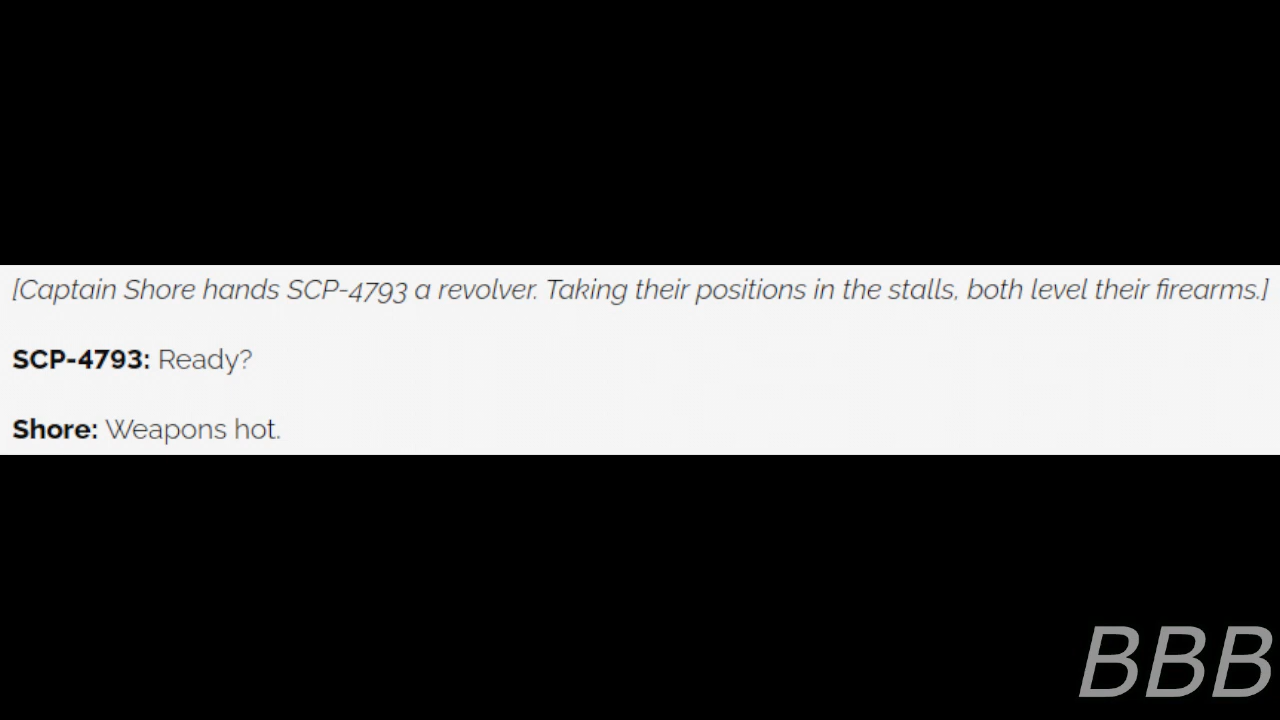 [Captain Shore hands SCP-4793 a revolver. Taking their positions in the stalls, both level their firearms.]
SCP-4793: Ready?
Shore: Weapons hot.
BBB